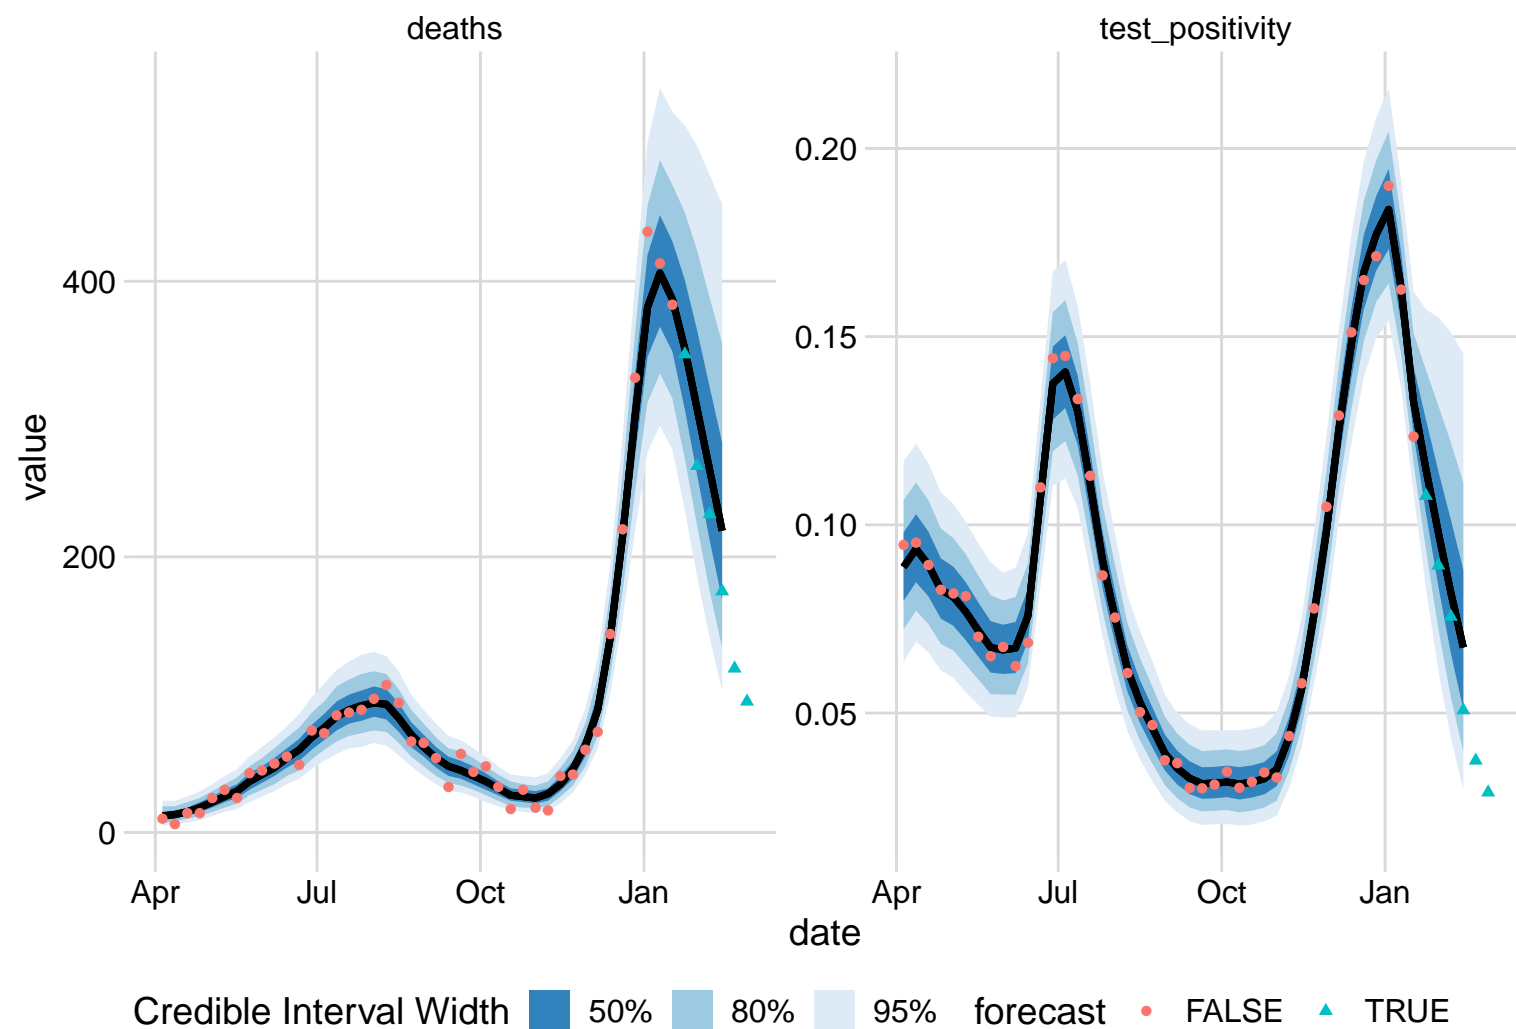 deaths
test_positivity
value
400
200
0
0.20
0.15
0.10
0.05
Apr Jul Oct Jan
Apr Jul Oct Jan
date
Credible Interval Width 50% 80% 95% forecast FALSE TRUE